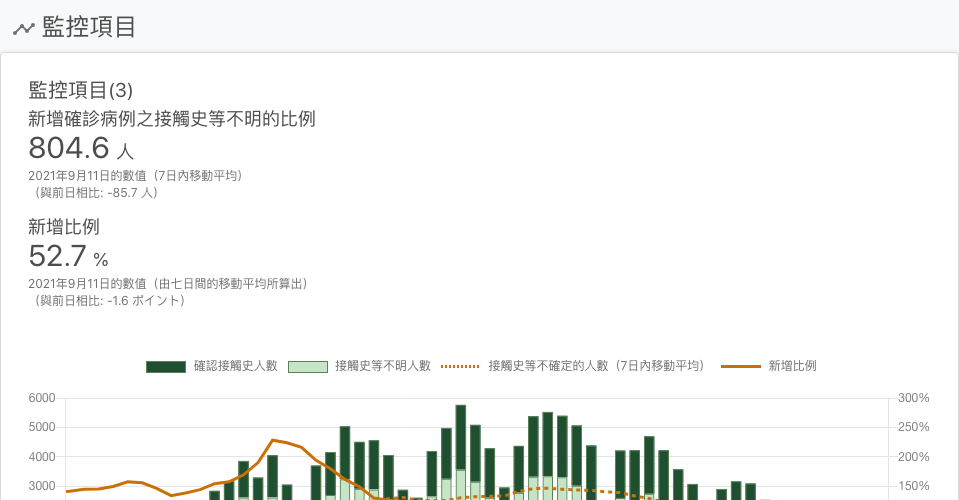 監控項目
監控項目(3)
新增確診病例之接觸史等不明的比例
804.6 人
2021年9月11日的數值（7日內移動平均）
（與前日相比: -85.7 人）
新增比例
52.7 %
2021年9月11日的數值（由七日間的移動平均所算出）
（與前日相比: -1.6 ポイント）
確認接觸史人數 接觸史等不明人數 接觸史等不確定的人數（7日內移動平均） 新增比例
6000 300%
5000 250%
4000 200%
3000 150%